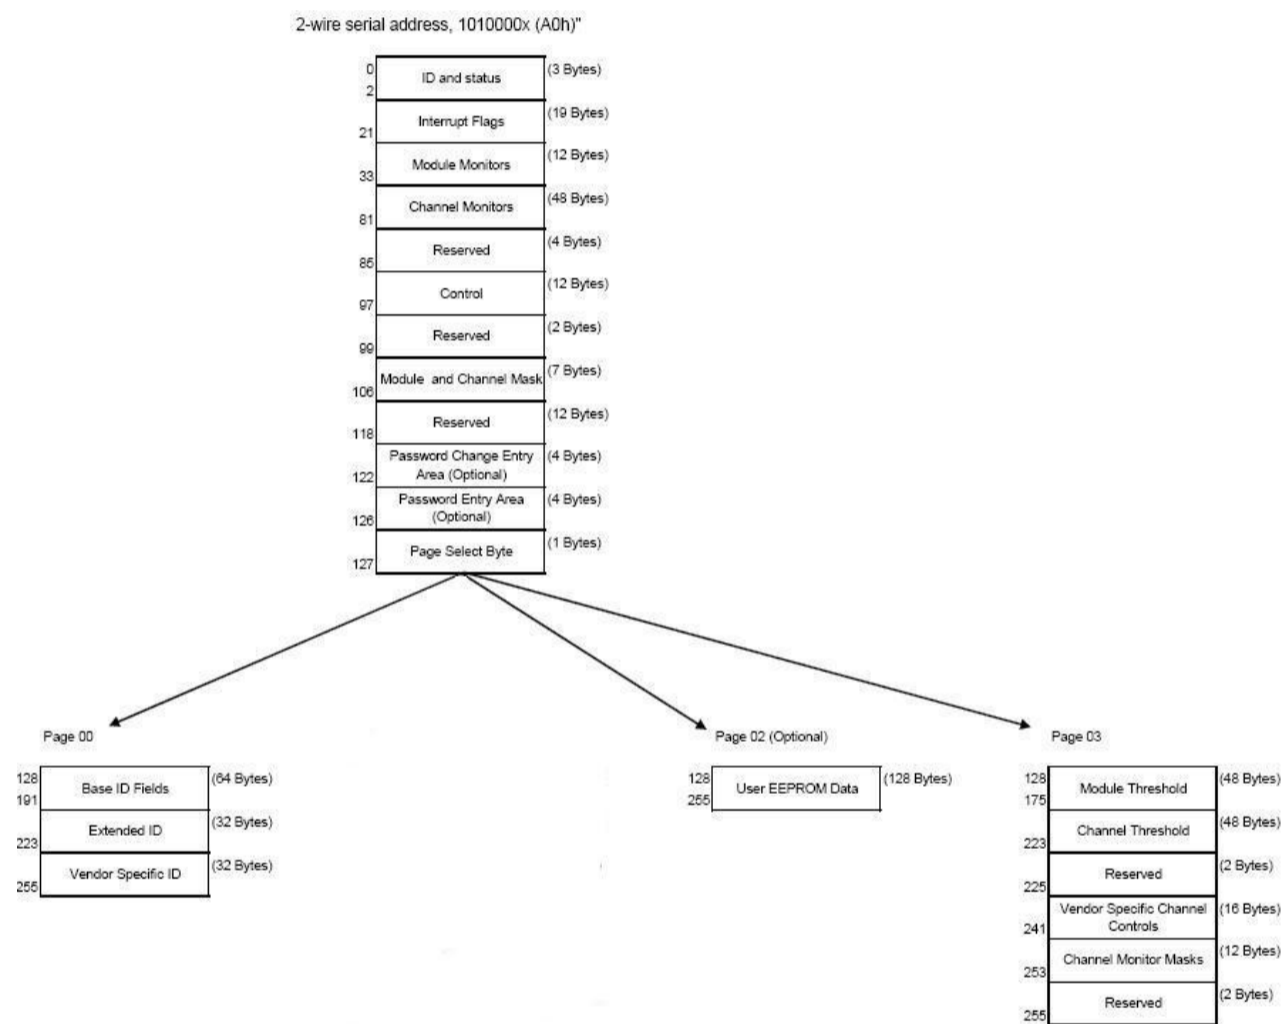 2-wire serial address, 1010000x (A0h)"
0 ID and status (3 Bytes)
2
Interrupt Flags (19 Bytes)
21
Module Monitors (12 Bytes)
33
Channel Monitors (48 Bytes)
81
Reserved (4 Bytes)
85
Control (12 Bytes)
97
Reserved (2 Bytes)
99
Module and Channel Mask (7 Bytes)
106
Reserved (12 Bytes)
118
Password Change Entry (4 Bytes)
122 Area (Optional)
Password Entry Area (4 Bytes)
126 (Optional)
Page Select Byte (1 Bytes)
127
Page 00
128 Base ID Fields (64 Bytes)
191
Extended ID (32 Bytes)
223
Vendor Specific ID (32 Bytes)
255
Page 02 (Optional)
128 User EEPROM Data (128 Bytes)
255
Page 03
128 Module Threshold (48 Bytes)
175
Channel Threshold (48 Bytes)
223
Reserved (2 Bytes)
225
Vendor Specific Channel (16 Bytes)
241 Controls
Channel Monitor Masks (12 Bytes)
253
Reserved (2 Bytes)
255